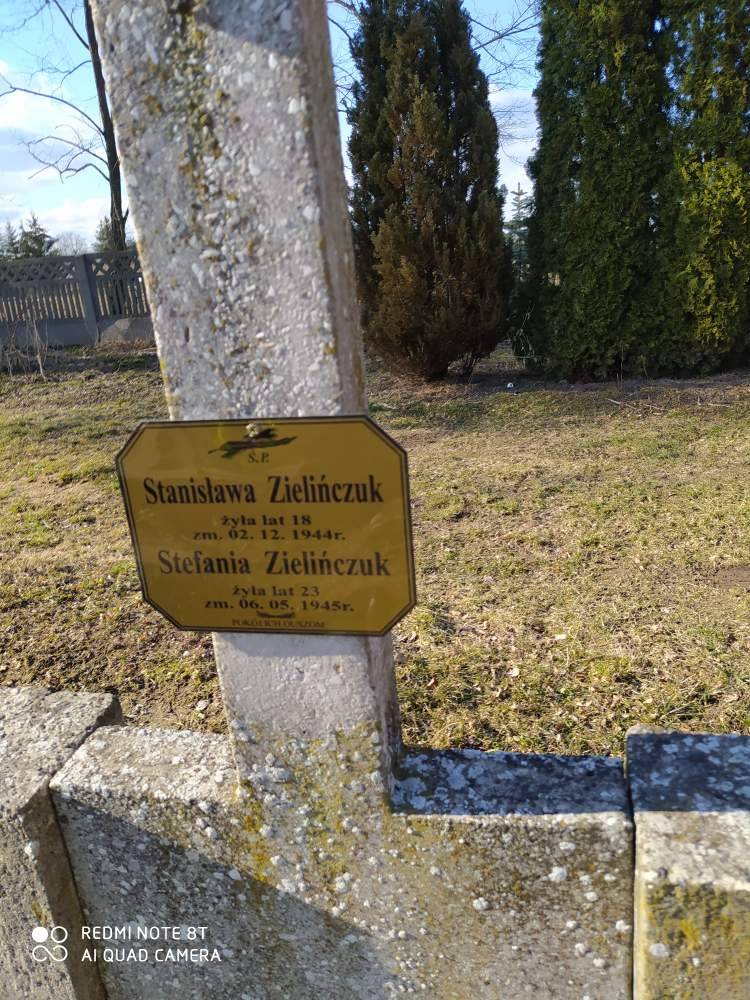 Ś.P.
Stanisława Zielińczuk
żyła lat 18
zm. 02. 12. 1944r.
Stefania Zielińczuk
żyła lat 23
zm. 06. 05. 1945r.
POKÓJ ICH DUSZOM
REDMI NOTE 8T
AI QUAD CAMERA